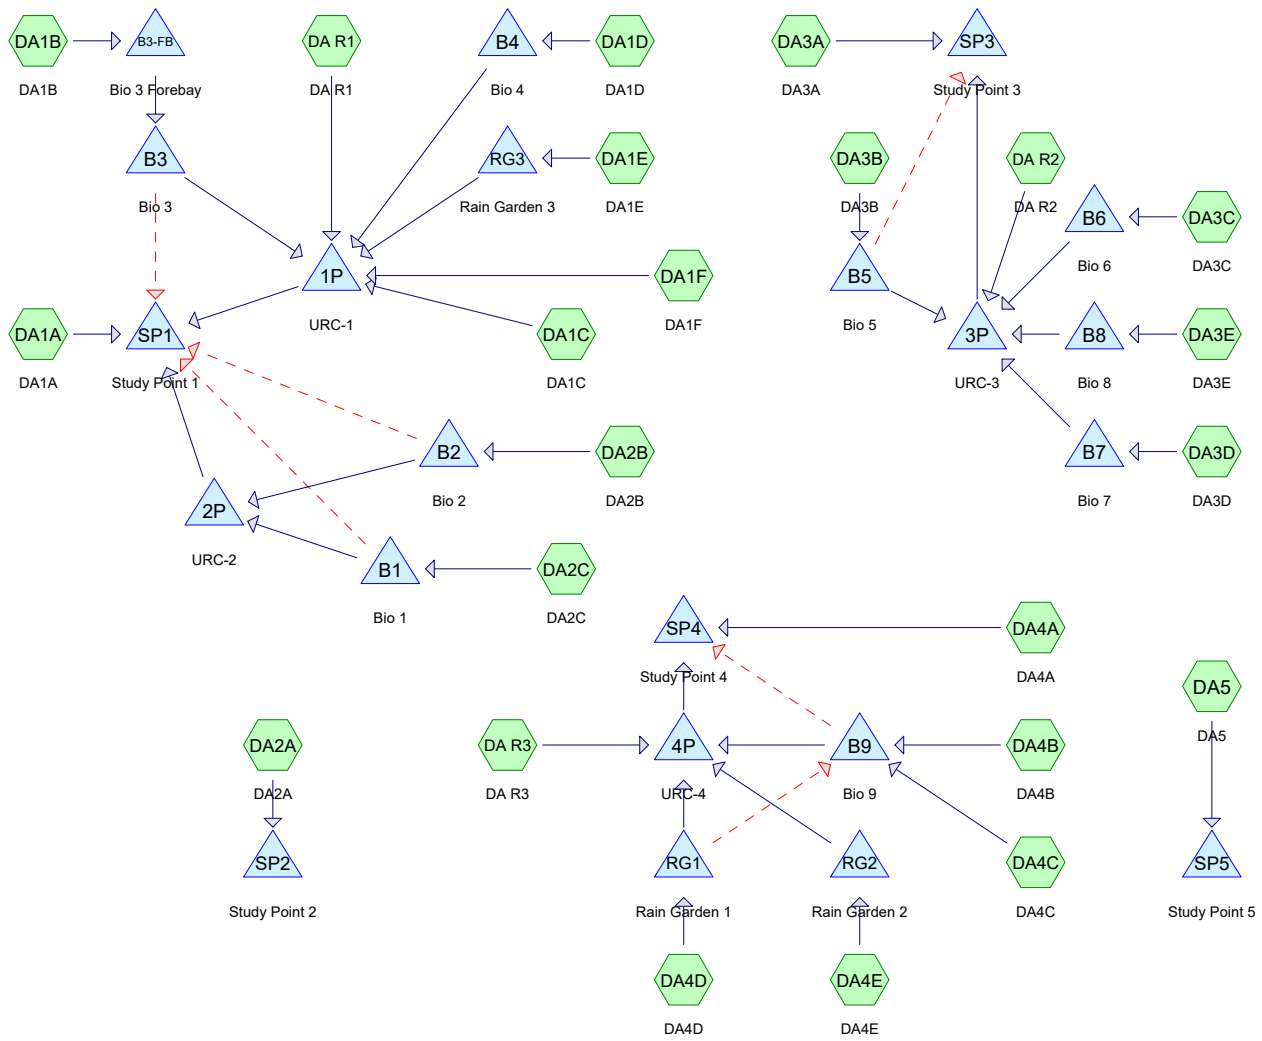 DA1B
B3-FB
DA R1
B4
DA1D
DA3A
SP3
DA1B
Bio 3 Forebay
DA R1
Bio 4
DA1D
DA3A
Study Point 3
B3
RG3
DA1E
DA3B
DA R2
Bio 3
Rain Garden 3
DA1E
DA3B
DA R2
B6
DA3C
Bio 6
DA3C
1P
DA1F
B5
URC-1
DA1F
Bio 5
DA1A
SP1
DA1C
3P
B8
DA3E
DA1A
Study Point 1
DA1C
URC-3
Bio 8
DA3E
B2
DA2B
B7
DA3D
Bio 2
DA2B
Bio 7
DA3D
2P
URC-2
B1
DA2C
Bio 1
DA2C
SP4
DA4A
Study Point 4
DA4A
DA5
DA5
DA2A
DA R3
4P
B9
DA4B
DA2A
DA R3
URC-4
Bio 9
DA4B
SP2
RG1
RG2
DA4C
SP5
Study Point 2
Rain Garden 1
Rain Garden 2
DA4C
Study Point 5
DA4D
DA4E
DA4D
DA4E